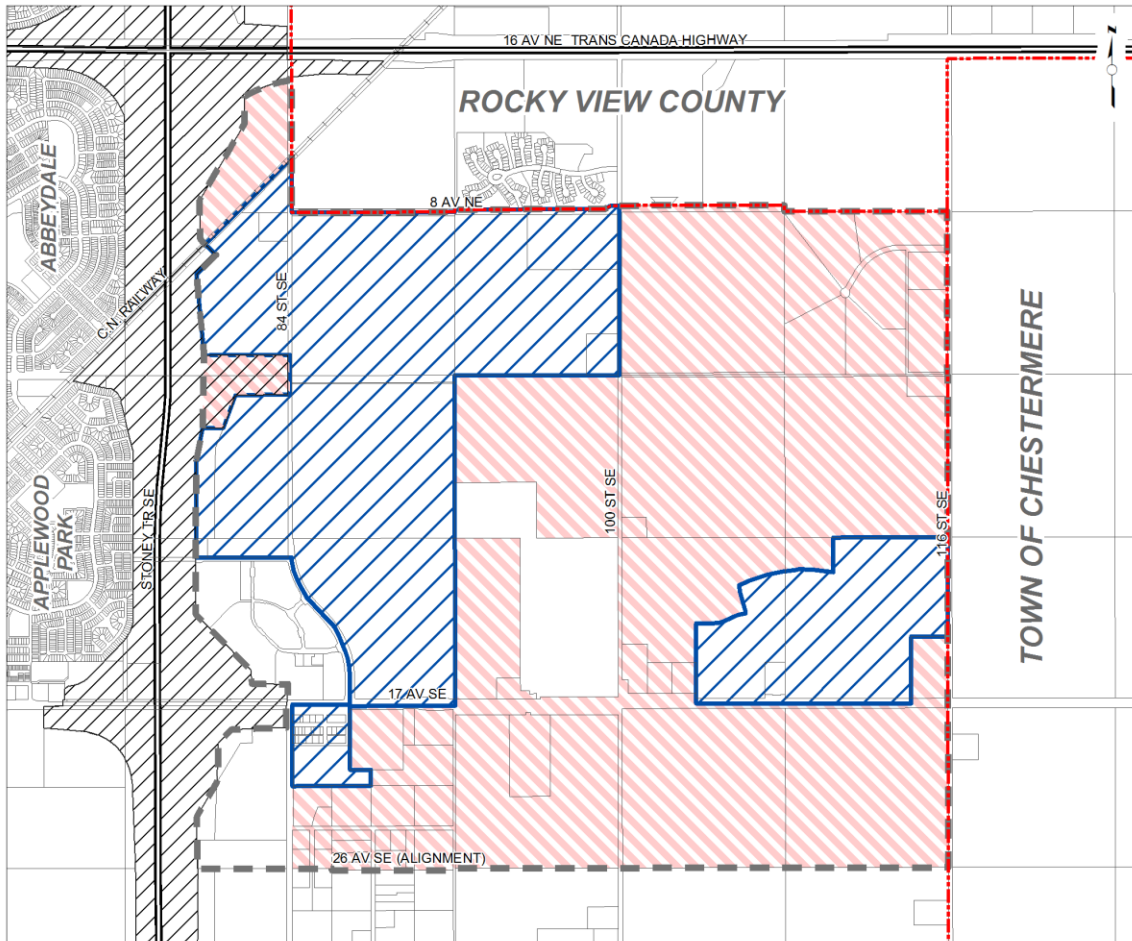 16 AV NE TRANS CANADA HIGHWAY
ROCKY VIEW COUNTY
ABBEYDALE
8 AV NE
C.N. RAILWAY
84 ST SE
TOWN OF CHESTERMERE
APPLEWOOD
PARK
STONEY TR SE
100 ST SE
116 ST SE
17 AV SE
26 AV SE (ALIGNMENT)